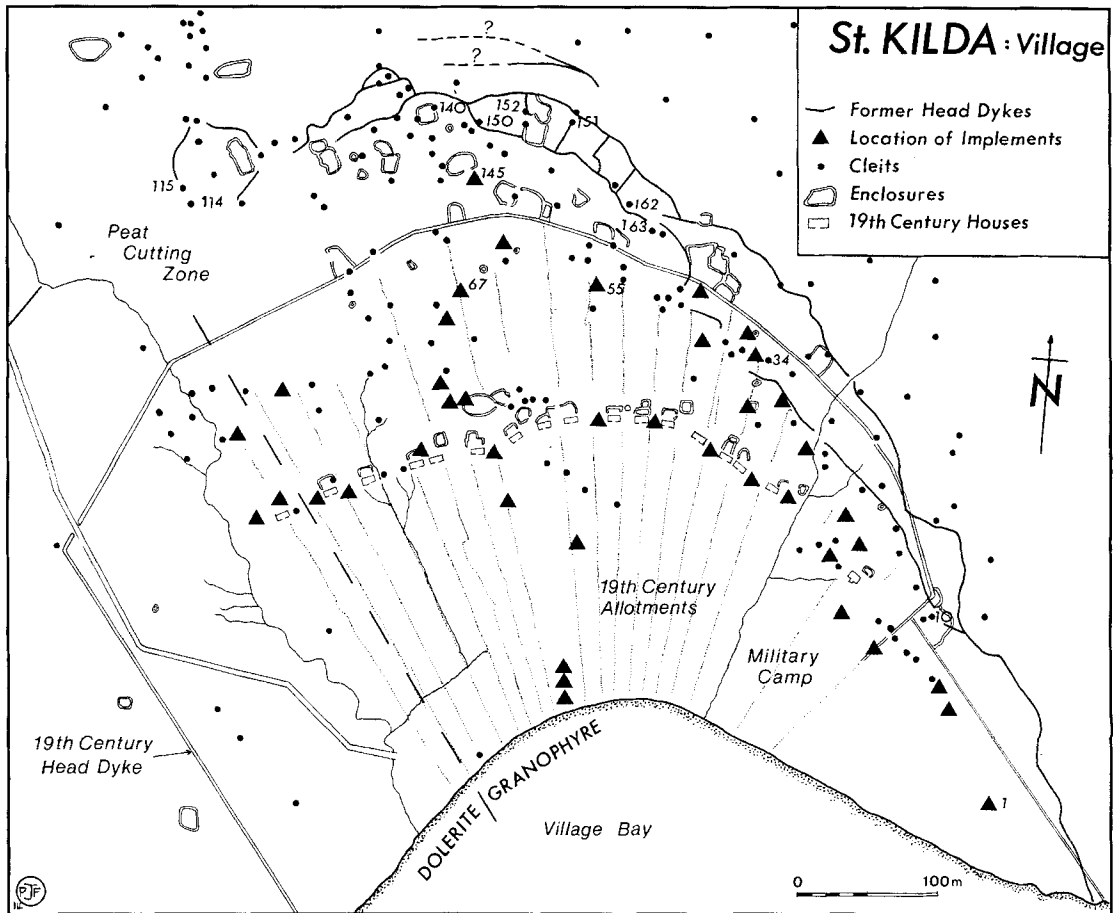 St. KILDA : Village
Former Head Dykes
Location of Implements
Cleits
Enclosures
19th Century Houses
?
?
140
152
150
151
145
115
114
162
163
Peat
Cutting
Zone
67
55
34
N
19th Century
Allotments
10
Military
Camp
19th Century
Head Dyke
DOLERITE / GRANOPHYRE
Village Bay
1
0 100m
PJF